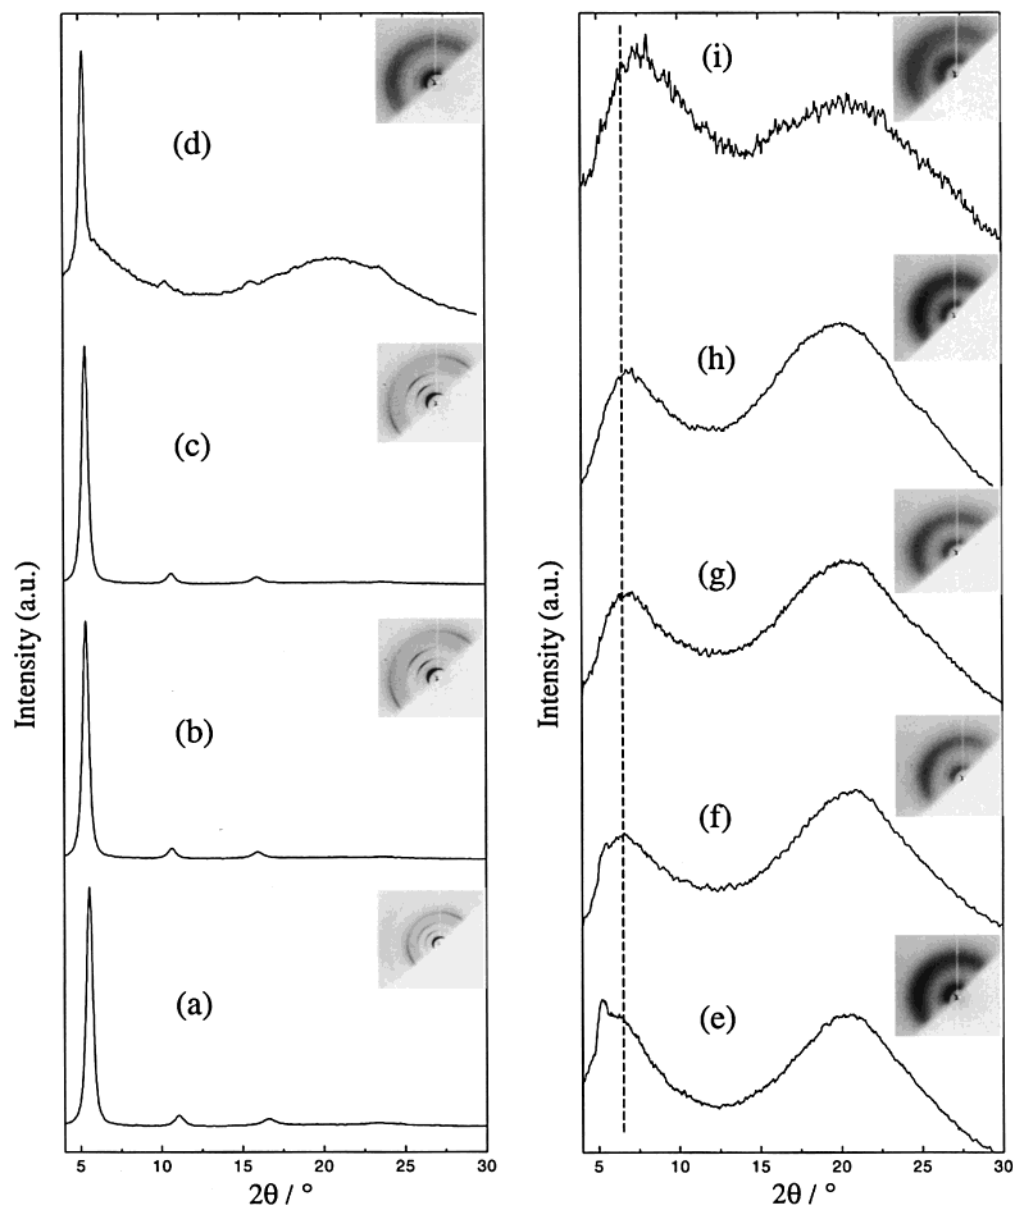 (d)
(c)
(b)
(a)
Intensity (a.u.)
5 10 15 20 25 30
2θ / °
(i)
(h)
(g)
(f)
(e)
Intensity (a.u.)
5 10 15 20 25 30
2θ / °